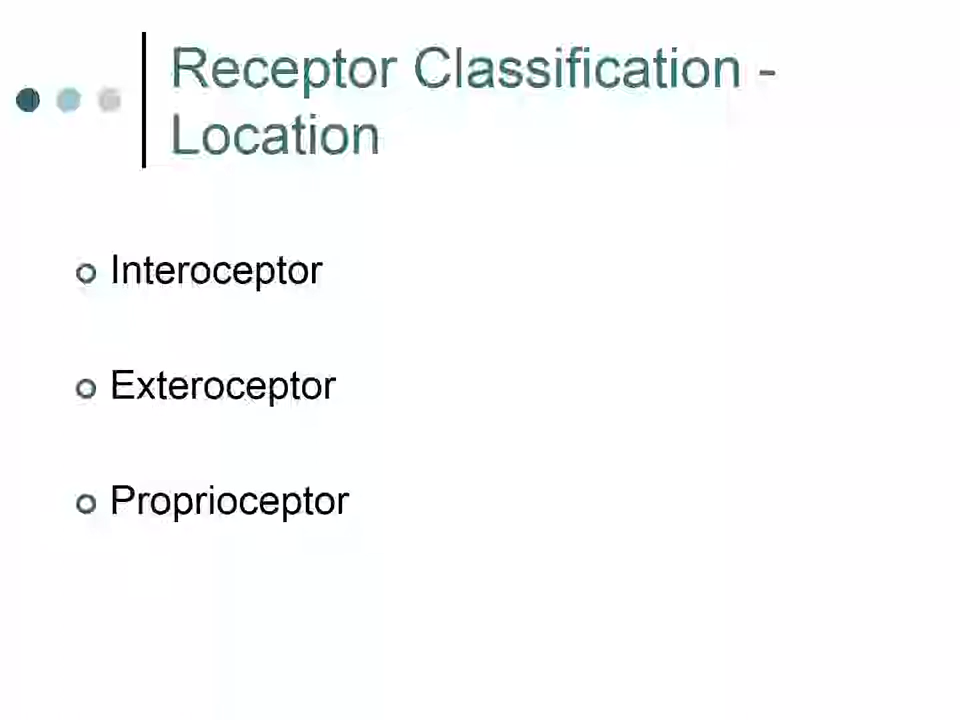 Receptor Classification -
Location
Interoceptor
Exteroceptor
Proprioceptor